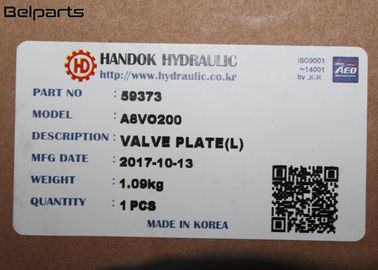 Belparts
HANDOK HYDRAULIC
http://www.hydraulic.co.kr
ISO9001
~14001
by JCR
AEO
PART NO : 59373
MODEL : A8VO200
DESCRIPTION : VALVE PLATE(L)
MFG DATE : 2017-10-13
WEIGHT : 1.09kg
QUANTITY : 1 PCS
MADE IN KOREA